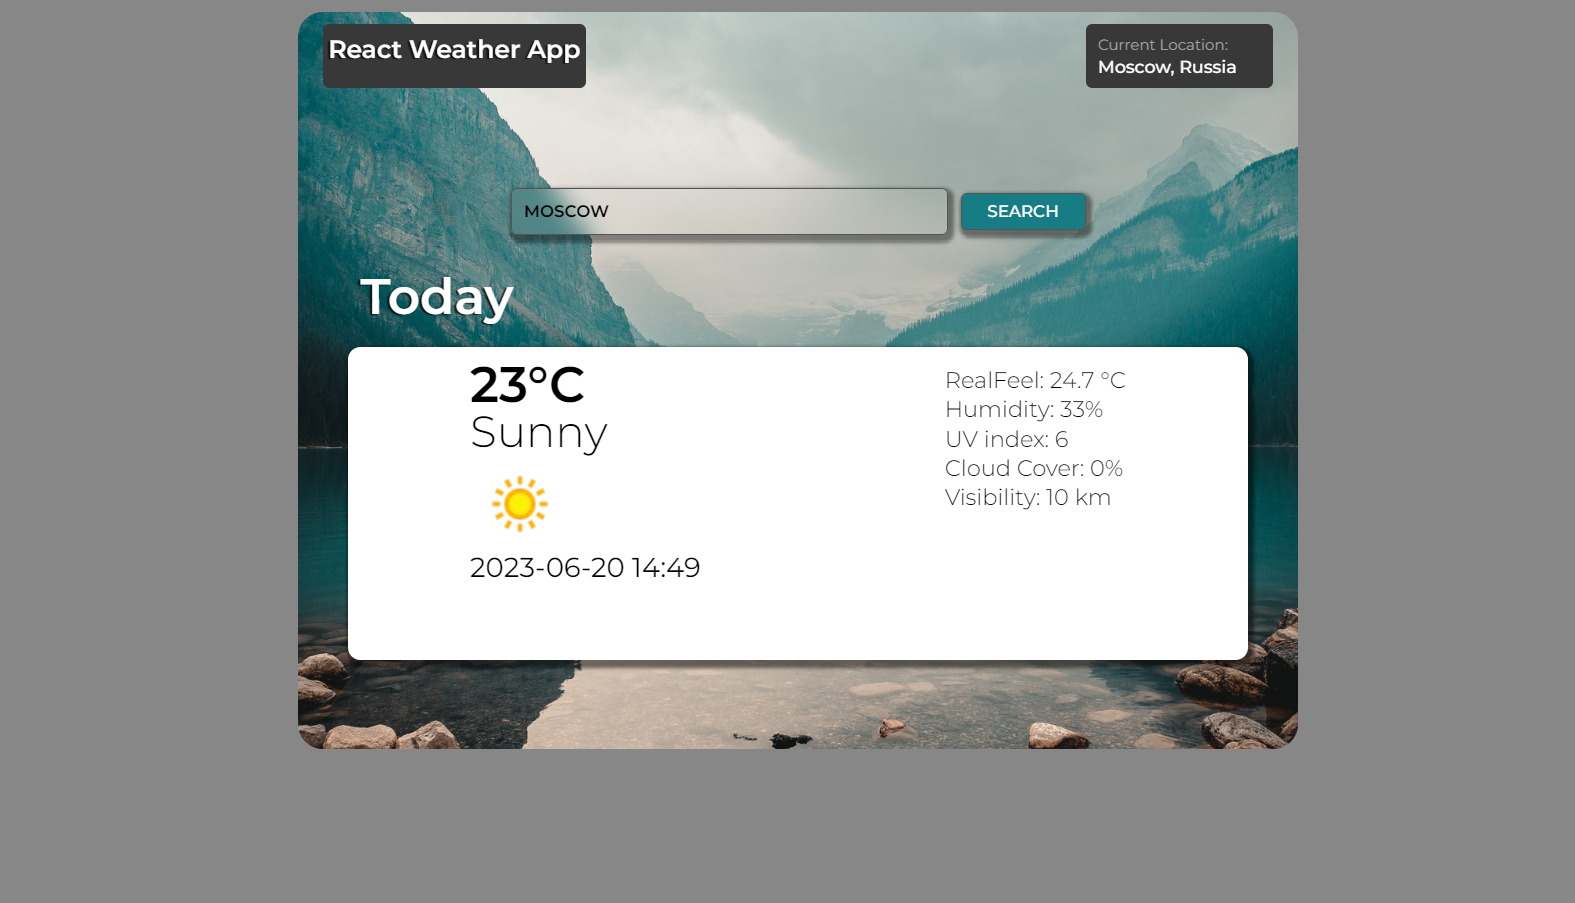 React Weather App
Current Location:
Moscow, Russia
MOSCOW
SEARCH
Today
23°C
Sunny
2023-06-20 14:49
RealFeel: 24.7 °C
Humidity: 33%
UV index: 6
Cloud Cover: 0%
Visibility: 10 km